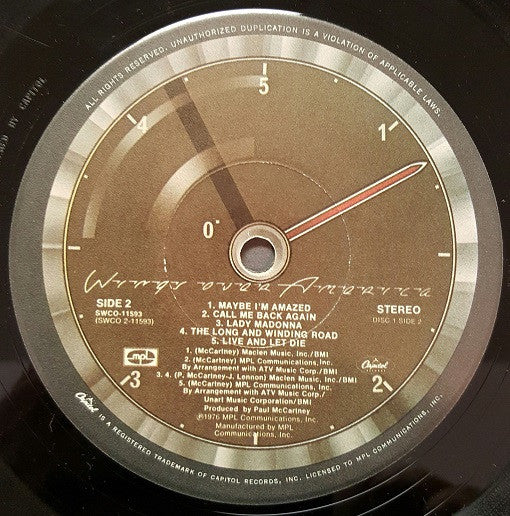 ALL RIGHTS RESERVED. UNAUTHORIZED DUPLICATION IS A VIOLATION OF APPLICABLE LAWS.
5
4
1
0
Wings over America
SIDE 2
SWCO-11593
(SWCO 2-11593)
1. MAYBE I'M AMAZED
2. CALL ME BACK AGAIN
3. LADY MADONNA
4. THE LONG AND WINDING ROAD
5. LIVE AND LET DIE
STEREO
DISC 1 SIDE 2
1. (McCartney) Maclen Music, Inc./BMI
2. (McCartney) MPL Communications, Inc.
By Arrangement with ATV Music Corp./BMI
3.-4. (P. McCartney-J. Lennon) Maclen Music, Inc./BMI
5. (McCartney) MPL Communications, Inc.
By Arrangement with ATV Music Corp./
Unart Music Corporation/BMI
Produced by Paul McCartney
℗1976 MPL Communications, Inc.
Manufactured by MPL
Communications, Inc.
mpl
3
Capitol
2
Capitol IS A REGISTERED TRADEMARK OF CAPITOL RECORDS, INC. LICENSED TO MPL COMMUNICATIONS, INC.
BY CAPITOL